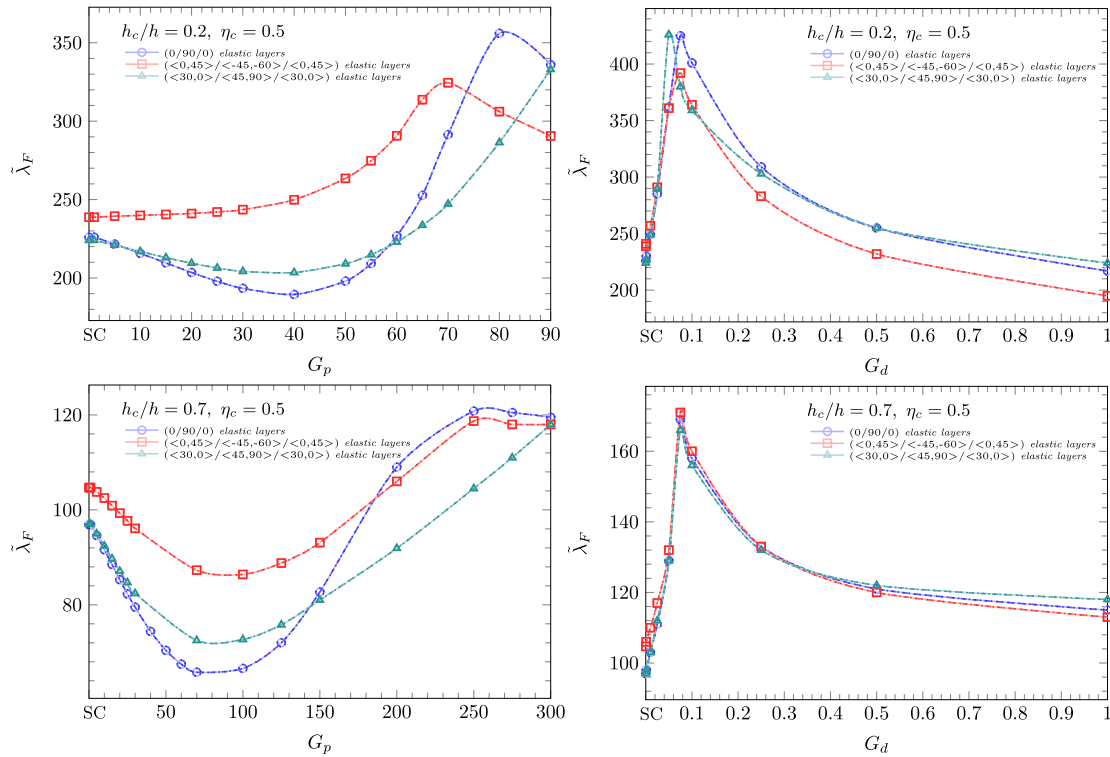 h_c/h = 0.2, η_c = 0.5
(0/90/0) elastic layers
(<0,45>/<-45,-60>/<0,45>) elastic layers
(<30,0>/<45,90>/<30,0>) elastic layers
350
300
250
200
λ̃_F
SC 10 20 30 40 50 60 70 80 90
G_p
h_c/h = 0.2, η_c = 0.5
(0/90/0) elastic layers
(<0,45>/<-45,-60>/<0,45>) elastic layers
(<30,0>/<45,90>/<30,0>) elastic layers
400
350
300
250
200
λ̃_F
SC 0.1 0.2 0.3 0.4 0.5 0.6 0.7 0.8 0.9 1
G_d
h_c/h = 0.7, η_c = 0.5
(0/90/0) elastic layers
(<0,45>/<-45,-60>/<0,45>) elastic layers
(<30,0>/<45,90>/<30,0>) elastic layers
120
100
80
λ̃_F
SC 50 100 150 200 250 300
G_p
h_c/h = 0.7, η_c = 0.5
(0/90/0) elastic layers
(<0,45>/<-45,-60>/<0,45>) elastic layers
(<30,0>/<45,90>/<30,0>) elastic layers
160
140
120
100
λ̃_F
SC 0.1 0.2 0.3 0.4 0.5 0.6 0.7 0.8 0.9 1
G_d